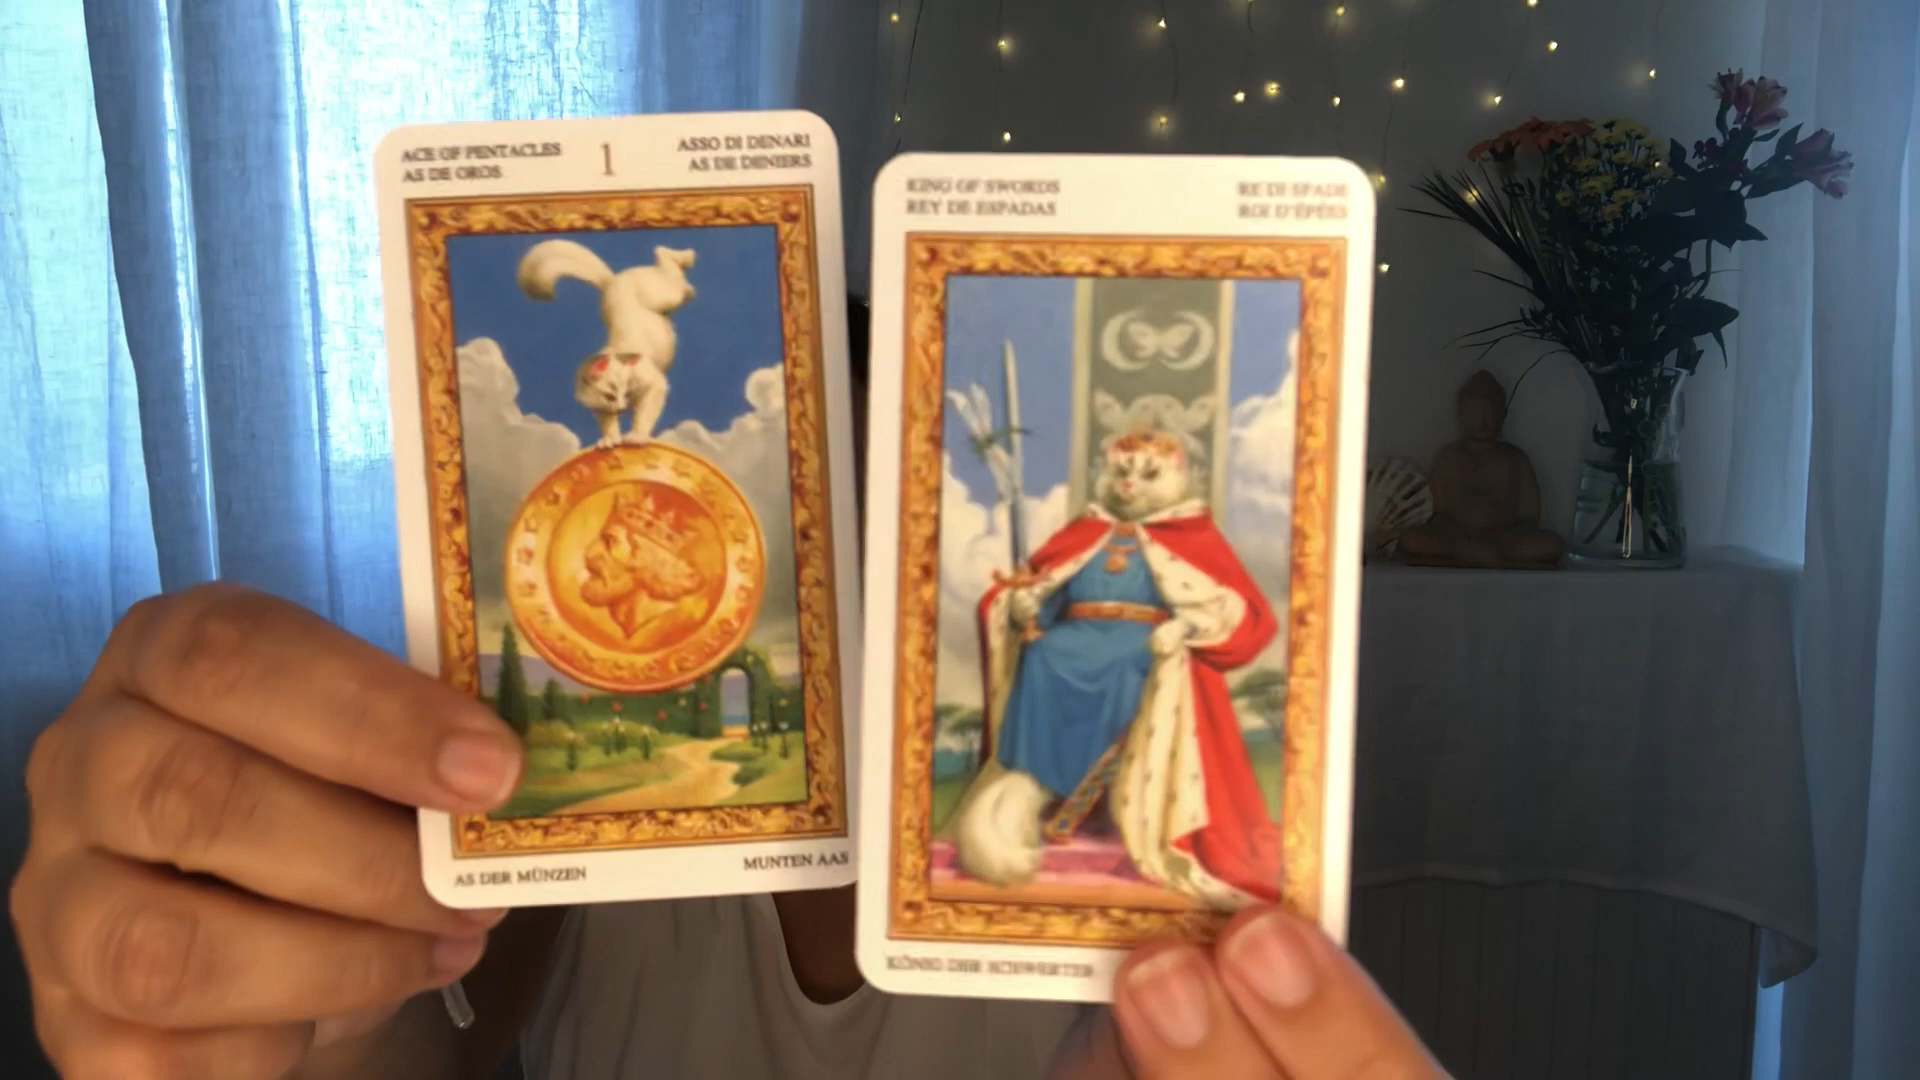 ACE OF PENTACLES
AS DE OROS
1
ASSO DI DENARI
AS DE DENIERS
AS DER MÜNZEN
MUNTEN AAS
KING OF SWORDS
REY DE ESPADAS
RE DI SPADE
ROI D'ÉPÉES
KÖNIG DER SCHWERTER